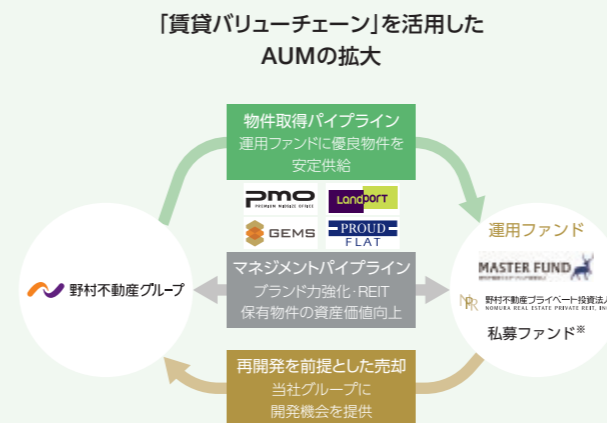 「賃貸バリューチェーン」を活用した
AUMの拡大
物件取得パイプライン
運用ファンドに優良物件を
安定供給
PMO
PREMIUM MIDSIZE OFFICE
Landport
GEMS
PROUD
FLAT
運用ファンド
MASTER FUND
野村不動産グループ
マネジメントパイプライン
ブランド力強化・REIT
保有物件の資産価値向上
NPR
野村不動産プライベート投資法人
NOMURA REAL ESTATE PRIVATE REIT, INC.
私募ファンド※
再開発を前提とした売却
当社グループに
開発機会を提供